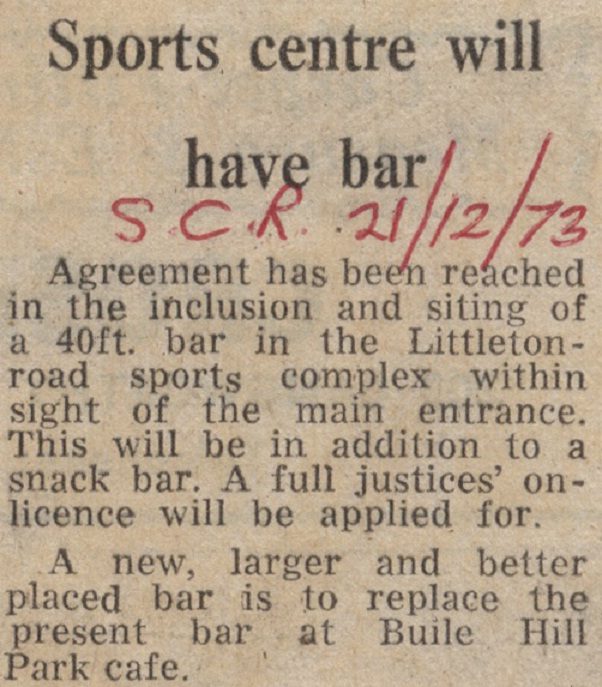 Sports centre will
have bar
S.C.R. 21/12/73
Agreement has been reached
in the inclusion and siting of
a 40ft. bar in the Littleton-
road sports complex within
sight of the main entrance.
This will be in addition to a
snack bar. A full justices’ on-
licence will be applied for.
A new, larger and better
placed bar is to replace the
present bar at Buile Hill
Park cafe.